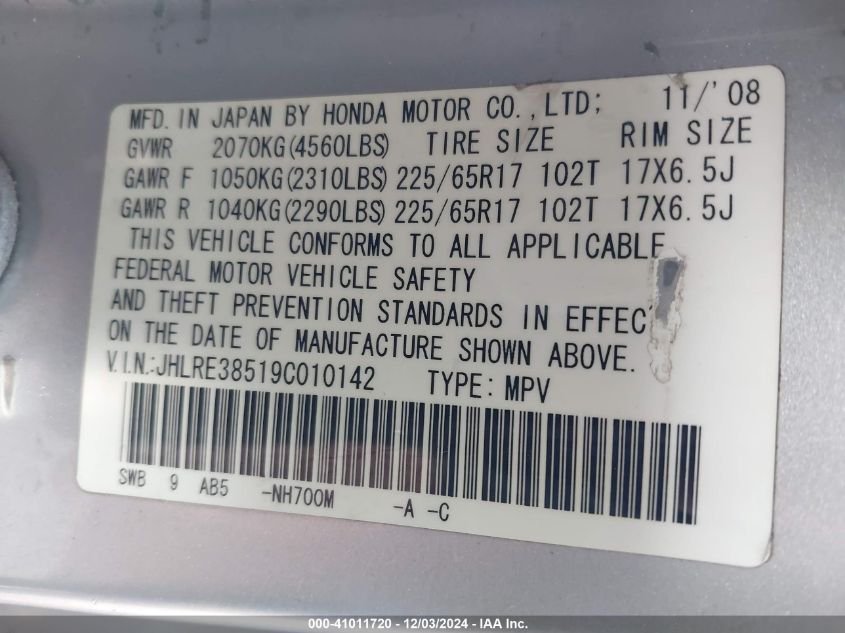 MFD. IN JAPAN BY HONDA MOTOR CO.,LTD; 11/'08
GVWR 2070KG(4560LBS) TIRE SIZE RIM SIZE
GAWR F 1050KG(2310LBS) 225/65R17 102T 17X6.5J
GAWR R 1040KG(2290LBS) 225/65R17 102T 17X6.5J
THIS VEHICLE CONFORMS TO ALL APPLICABLE
FEDERAL MOTOR VEHICLE SAFETY
AND THEFT PREVENTION STANDARDS IN EFFEC
ON THE DATE OF MANUFACTURE SHOWN ABOVE.
V.I.N.:JHLRE38519C010142 TYPE: MPV
SWB 9 AB5 -NH700M -A -C
000-41011720 - 12/03/2024 - IAA Inc.